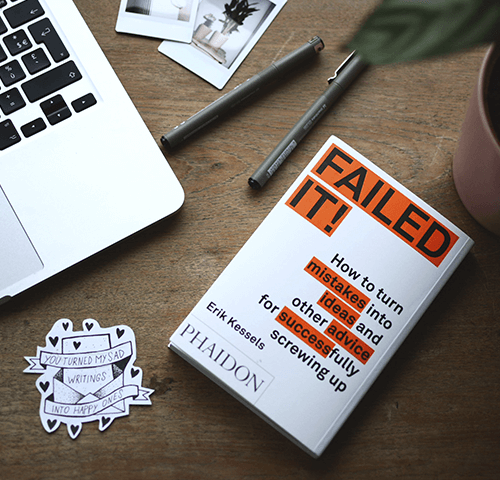 FAILED
IT!
How to turn
mistakes into
ideas and
other advice
for successfully
screwing up
Erik Kessels
PHAIDON
YOU TURNED MY SAD
WRITINGS
INTO HAPPY ONES